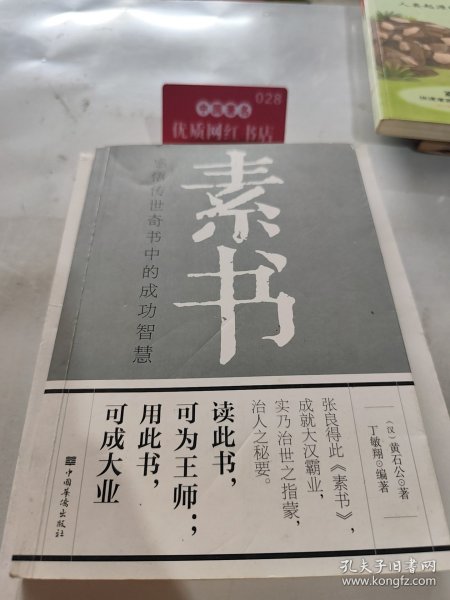 028
中国著名
优质网红书店
素书
感悟传世奇书中的成功智慧
(汉)黄石公◎著
丁敏翔◎编著
张良得此《素书》,
成就大汉霸业,
实乃治世之指蒙,
治人之秘要。
读此书,
可为王师;
用此书,
可成大业
中国华侨出版社
孔夫子旧书网
www.kongfz.com